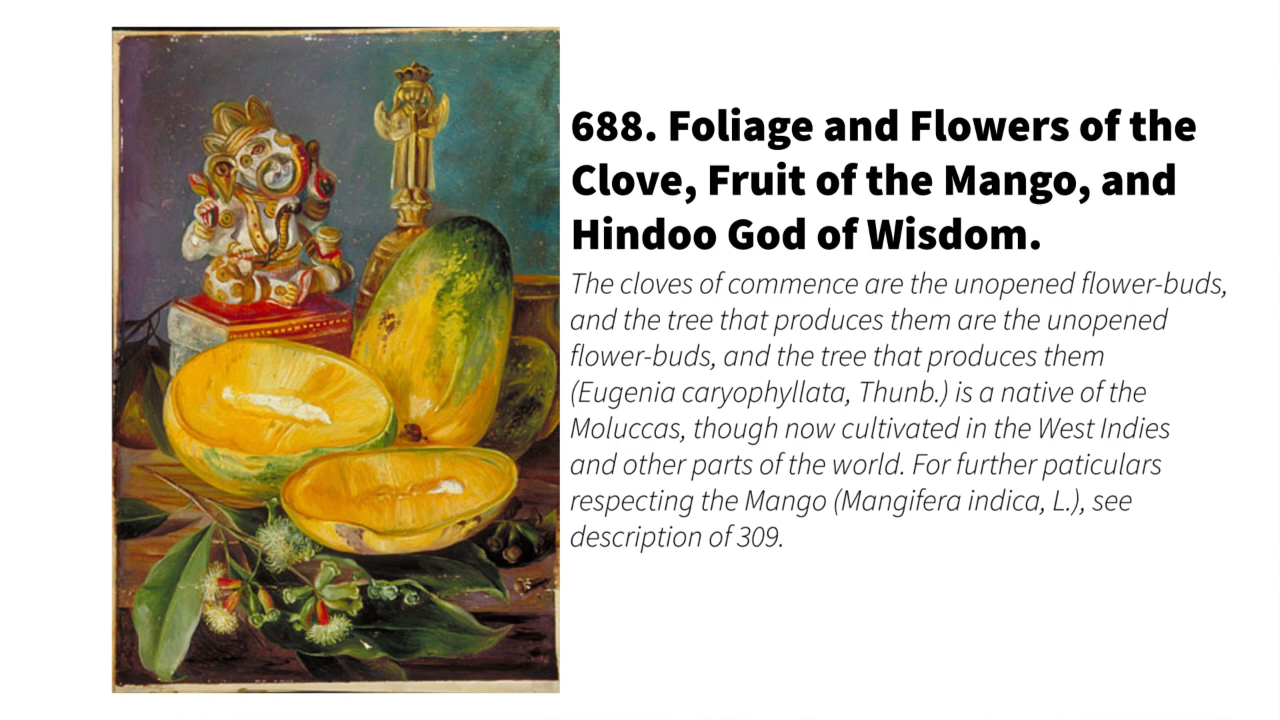 688. Foliage and Flowers of the
Clove, Fruit of the Mango, and
Hindoo God of Wisdom.
The cloves of commence are the unopened flower-buds,
and the tree that produces them are the unopened
flower-buds, and the tree that produces them
(Eugenia caryophyllata, Thunb.) is a native of the
Moluccas, though now cultivated in the West Indies
and other parts of the world. For further paticulars
respecting the Mango (Mangifera indica, L.), see
description of 309.